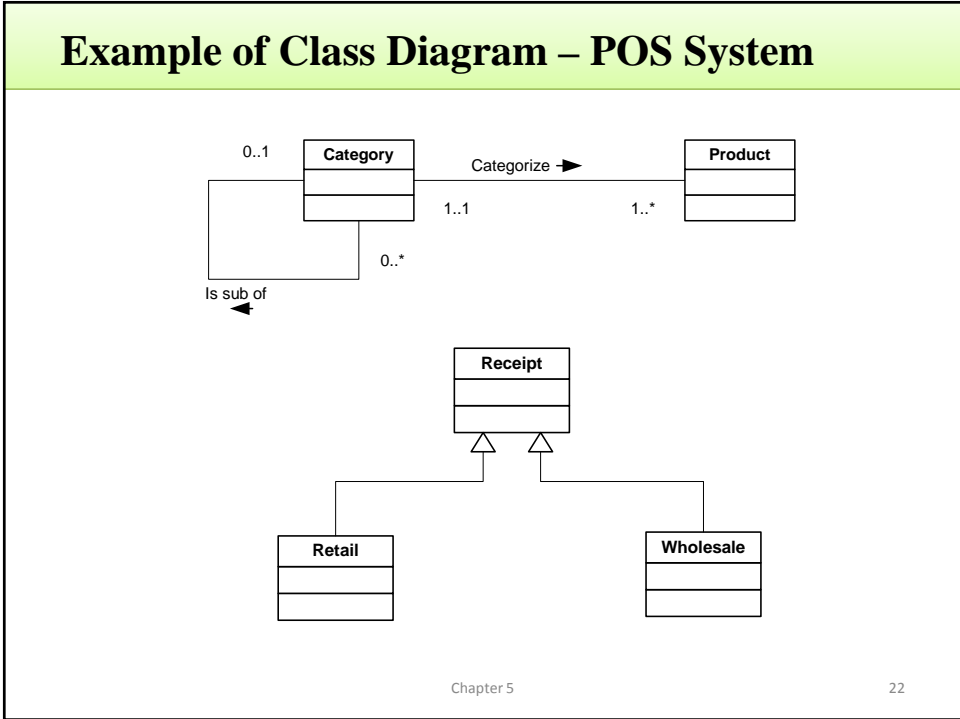 Example of Class Diagram – POS System
0..1
Category
Categorize
Product
1..1
1..*
0..*
Is sub of
Receipt
Retail
Wholesale
Chapter 5
22